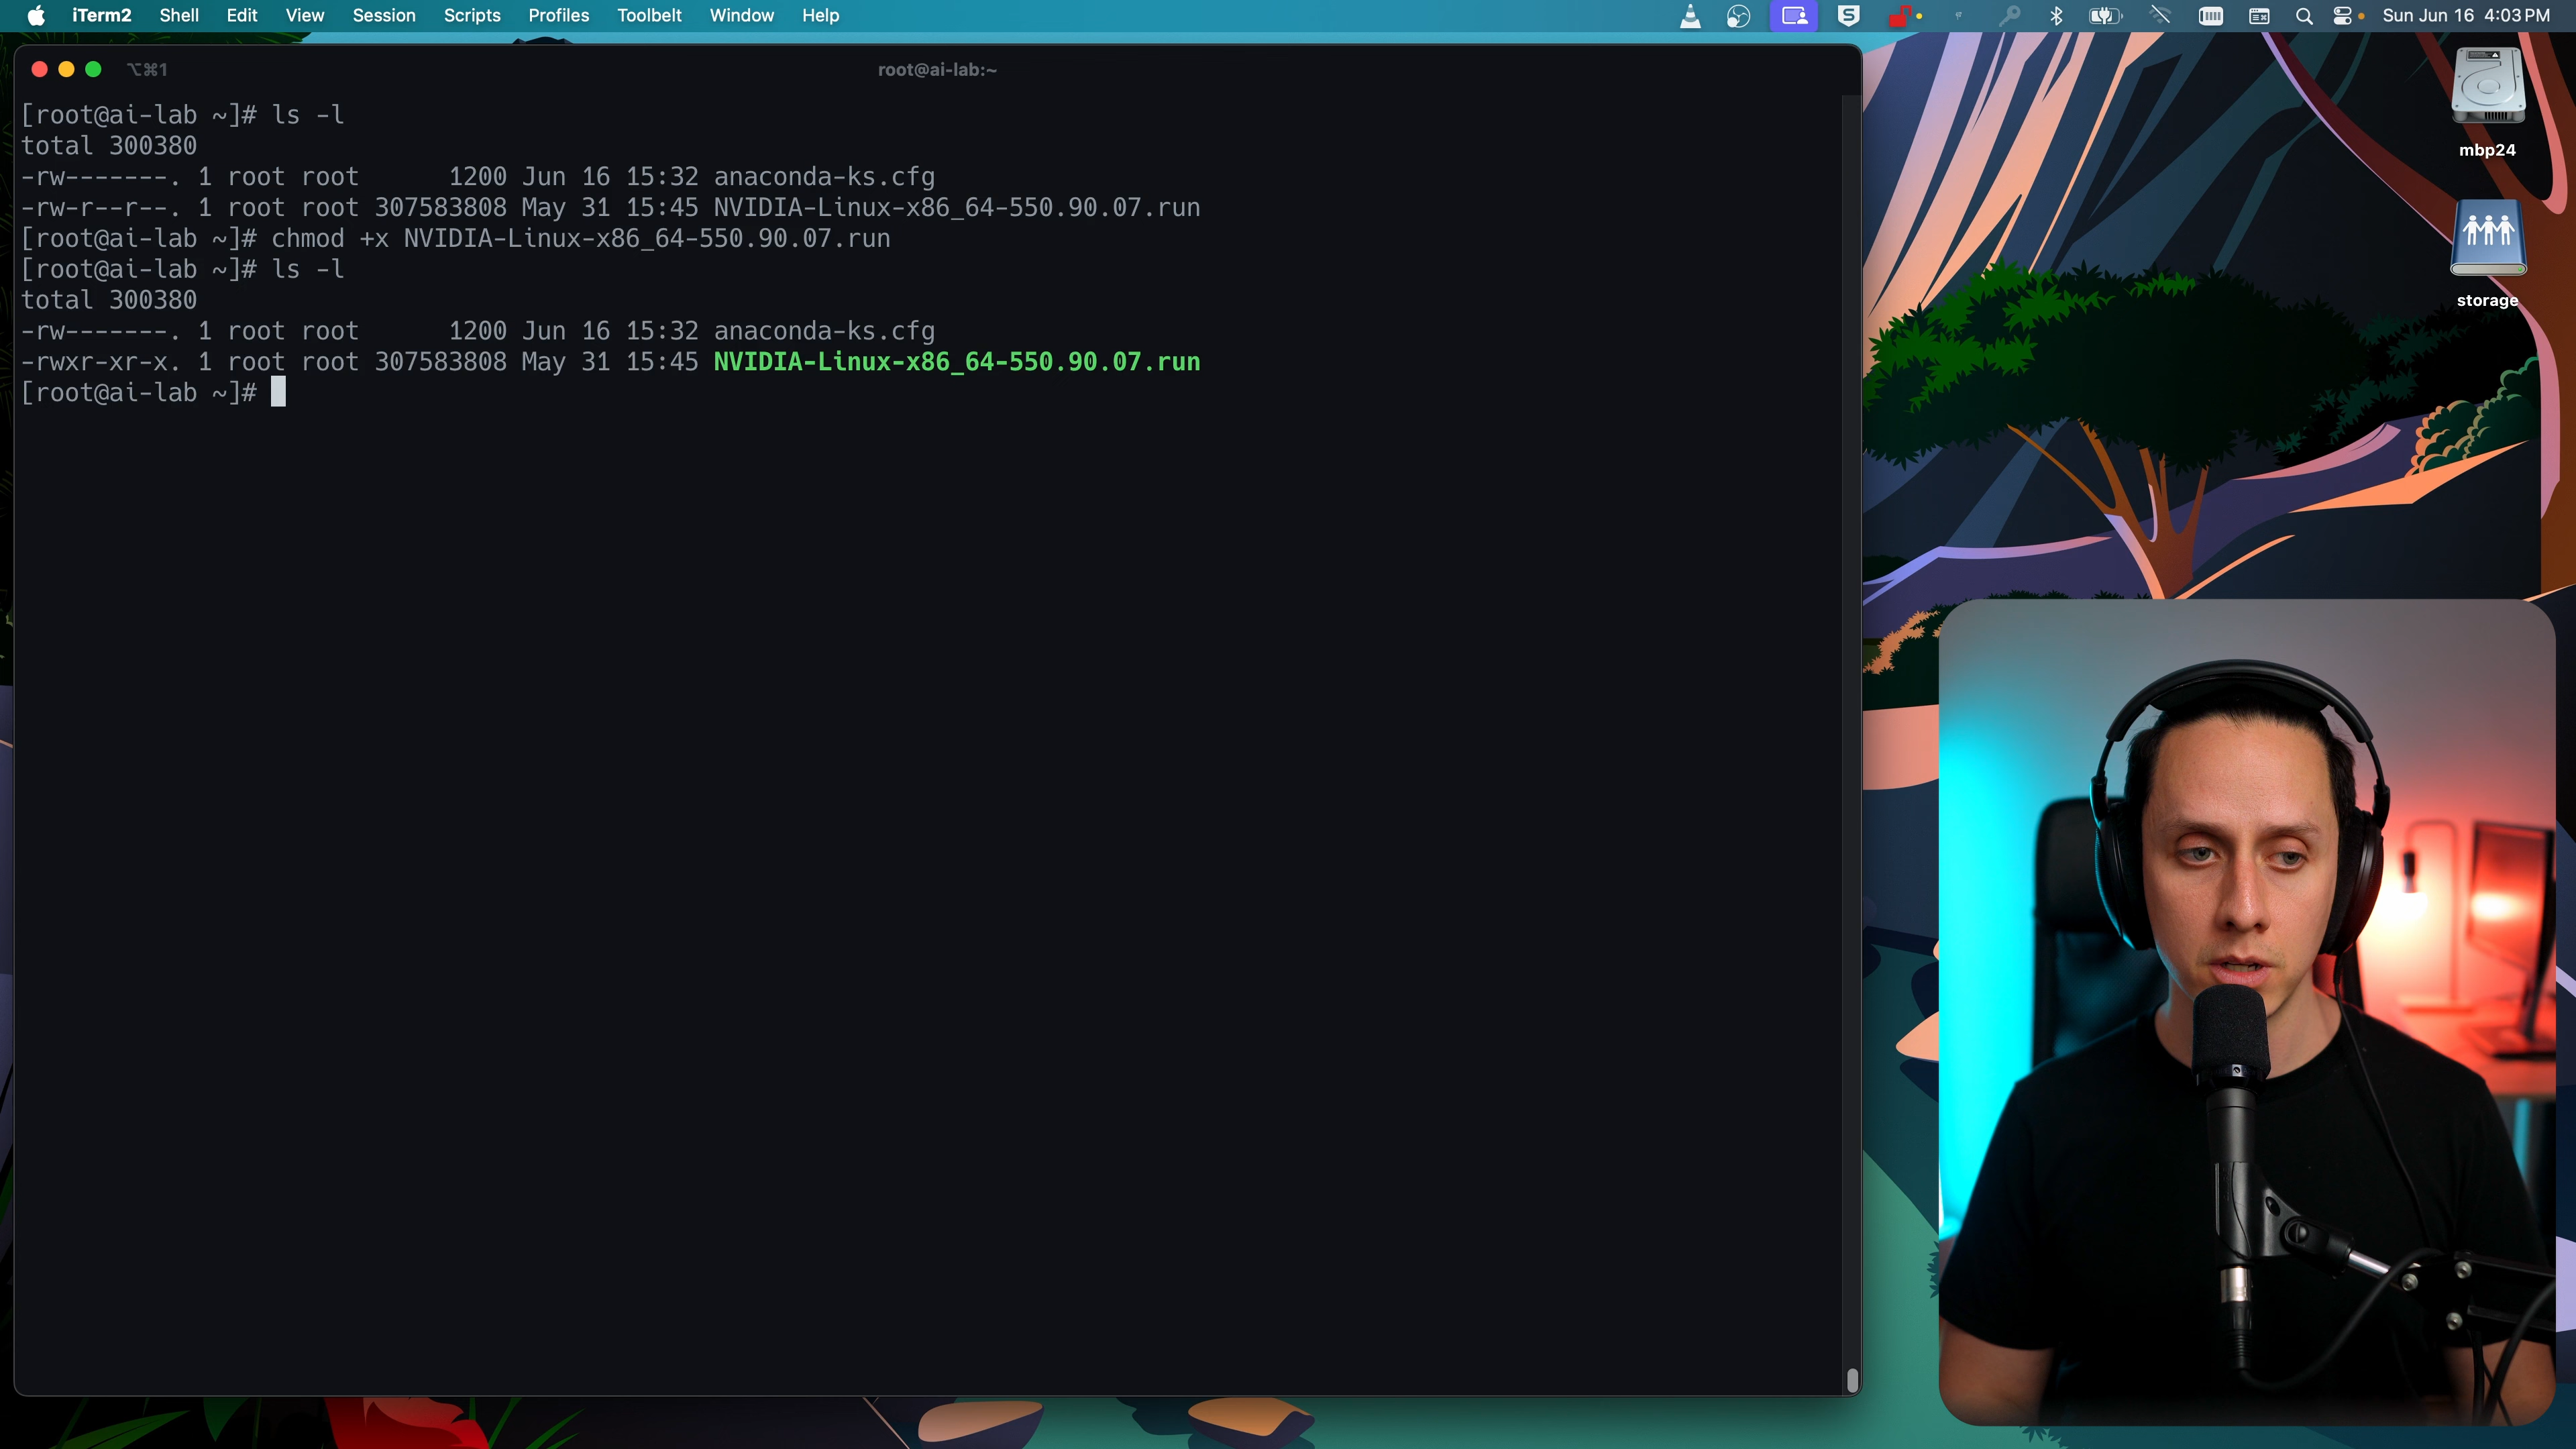 iTerm2 Shell Edit View Session Scripts Profiles Toolbelt Window Help Sun Jun 16 4:03 PM
⌥⌘1 root@ai-lab:~
[root@ai-lab ~]# ls -l
total 300380
-rw-------. 1 root root      1200 Jun 16 15:32 anaconda-ks.cfg
-rw-r--r--. 1 root root 307583808 May 31 15:45 NVIDIA-Linux-x86_64-550.90.07.run
[root@ai-lab ~]# chmod +x NVIDIA-Linux-x86_64-550.90.07.run
[root@ai-lab ~]# ls -l
total 300380
-rw-------. 1 root root      1200 Jun 16 15:32 anaconda-ks.cfg
-rwxr-xr-x. 1 root root 307583808 May 31 15:45 NVIDIA-Linux-x86_64-550.90.07.run
[root@ai-lab ~]#
mbp24
storage